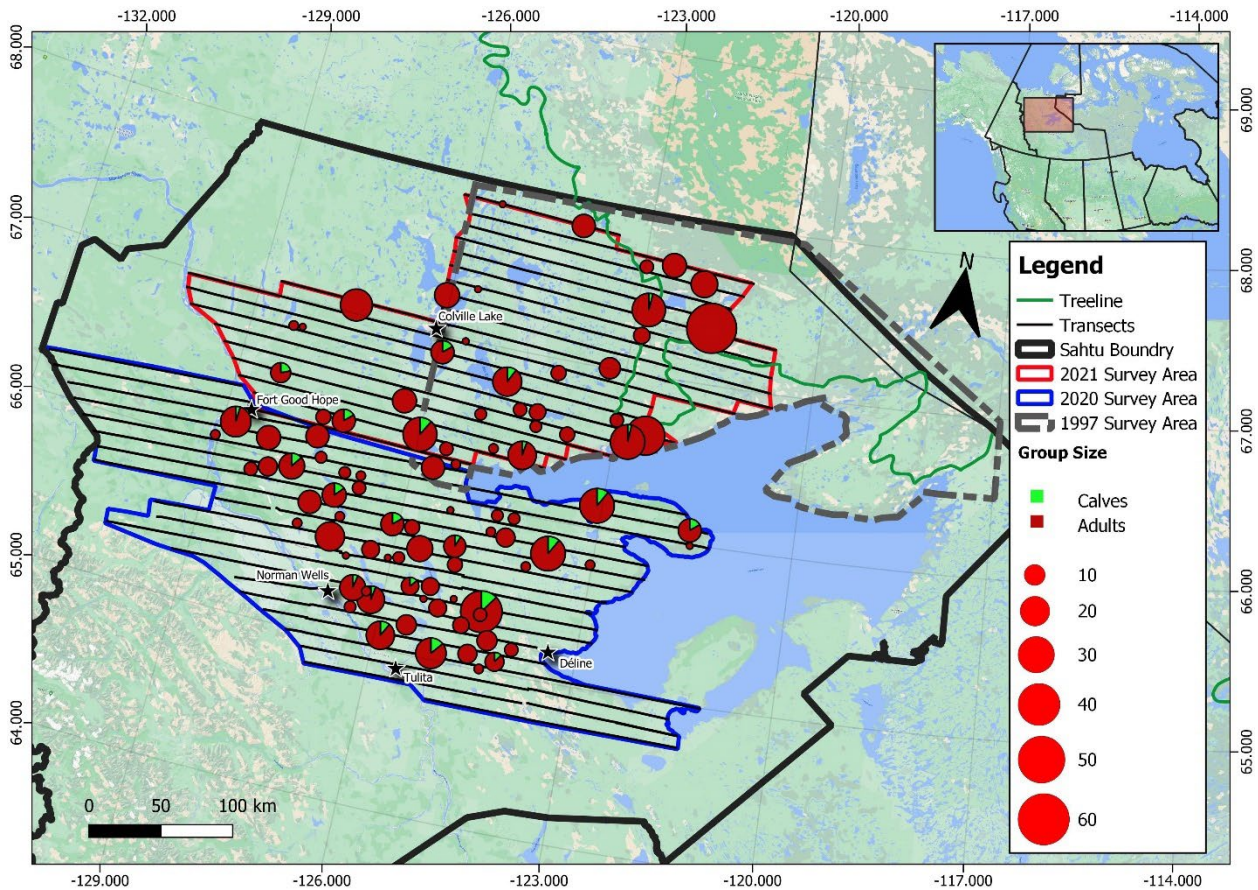 -132.000
-129.000
-126.000
-123.000
-120.000
-117.000
-114.000
68.000
67.000
66.000
65.000
64.000
69.000
68.000
67.000
66.000
65.000
Colville Lake
Fort Good Hope
Norman Wells
Tulita
Déline
N
Legend
Treeline
Transects
Sahtu Boundry
2021 Survey Area
2020 Survey Area
1997 Survey Area
Group Size
Calves
Adults
10
20
30
40
50
60
0 50 100 km
-129.000
-126.000
-123.000
-120.000
-117.000
-114.000